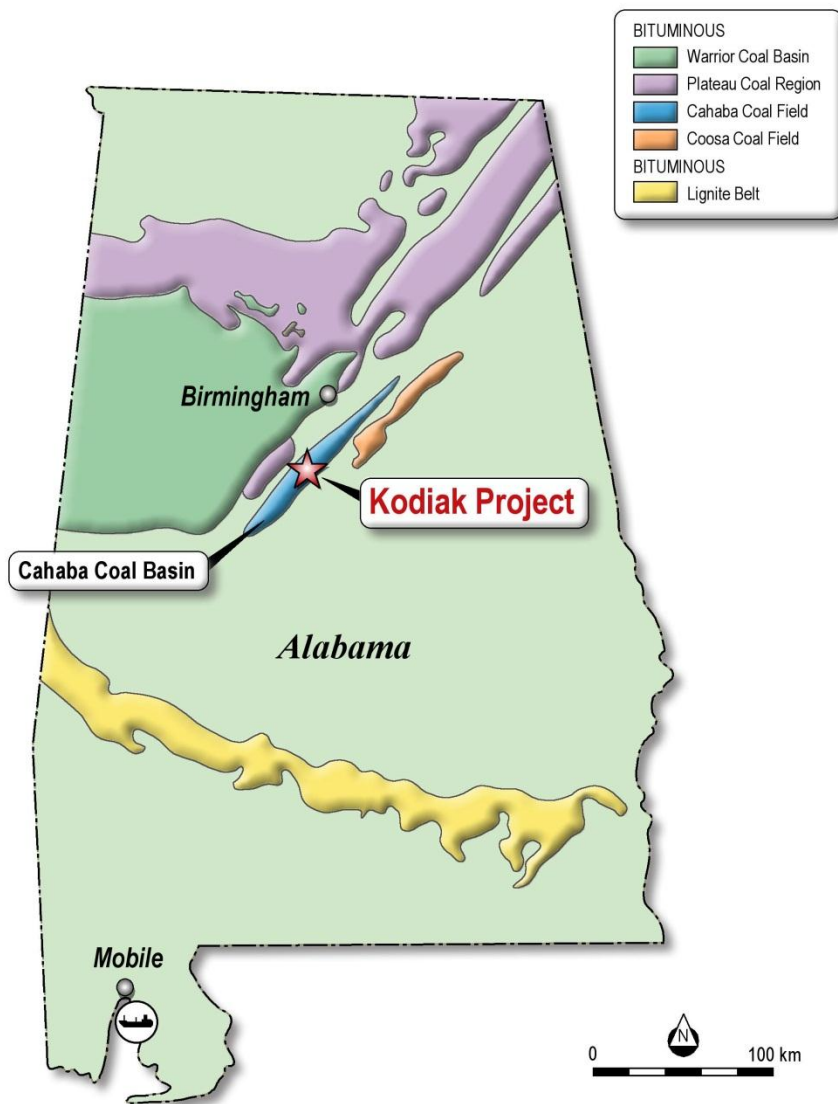 BITUMINOUS
Warrior Coal Basin
Plateau Coal Region
Cahaba Coal Field
Coosa Coal Field
BITUMINOUS
Lignite Belt
Birmingham
Kodiak Project
Cahaba Coal Basin
Alabama
Mobile
N
0 100 km